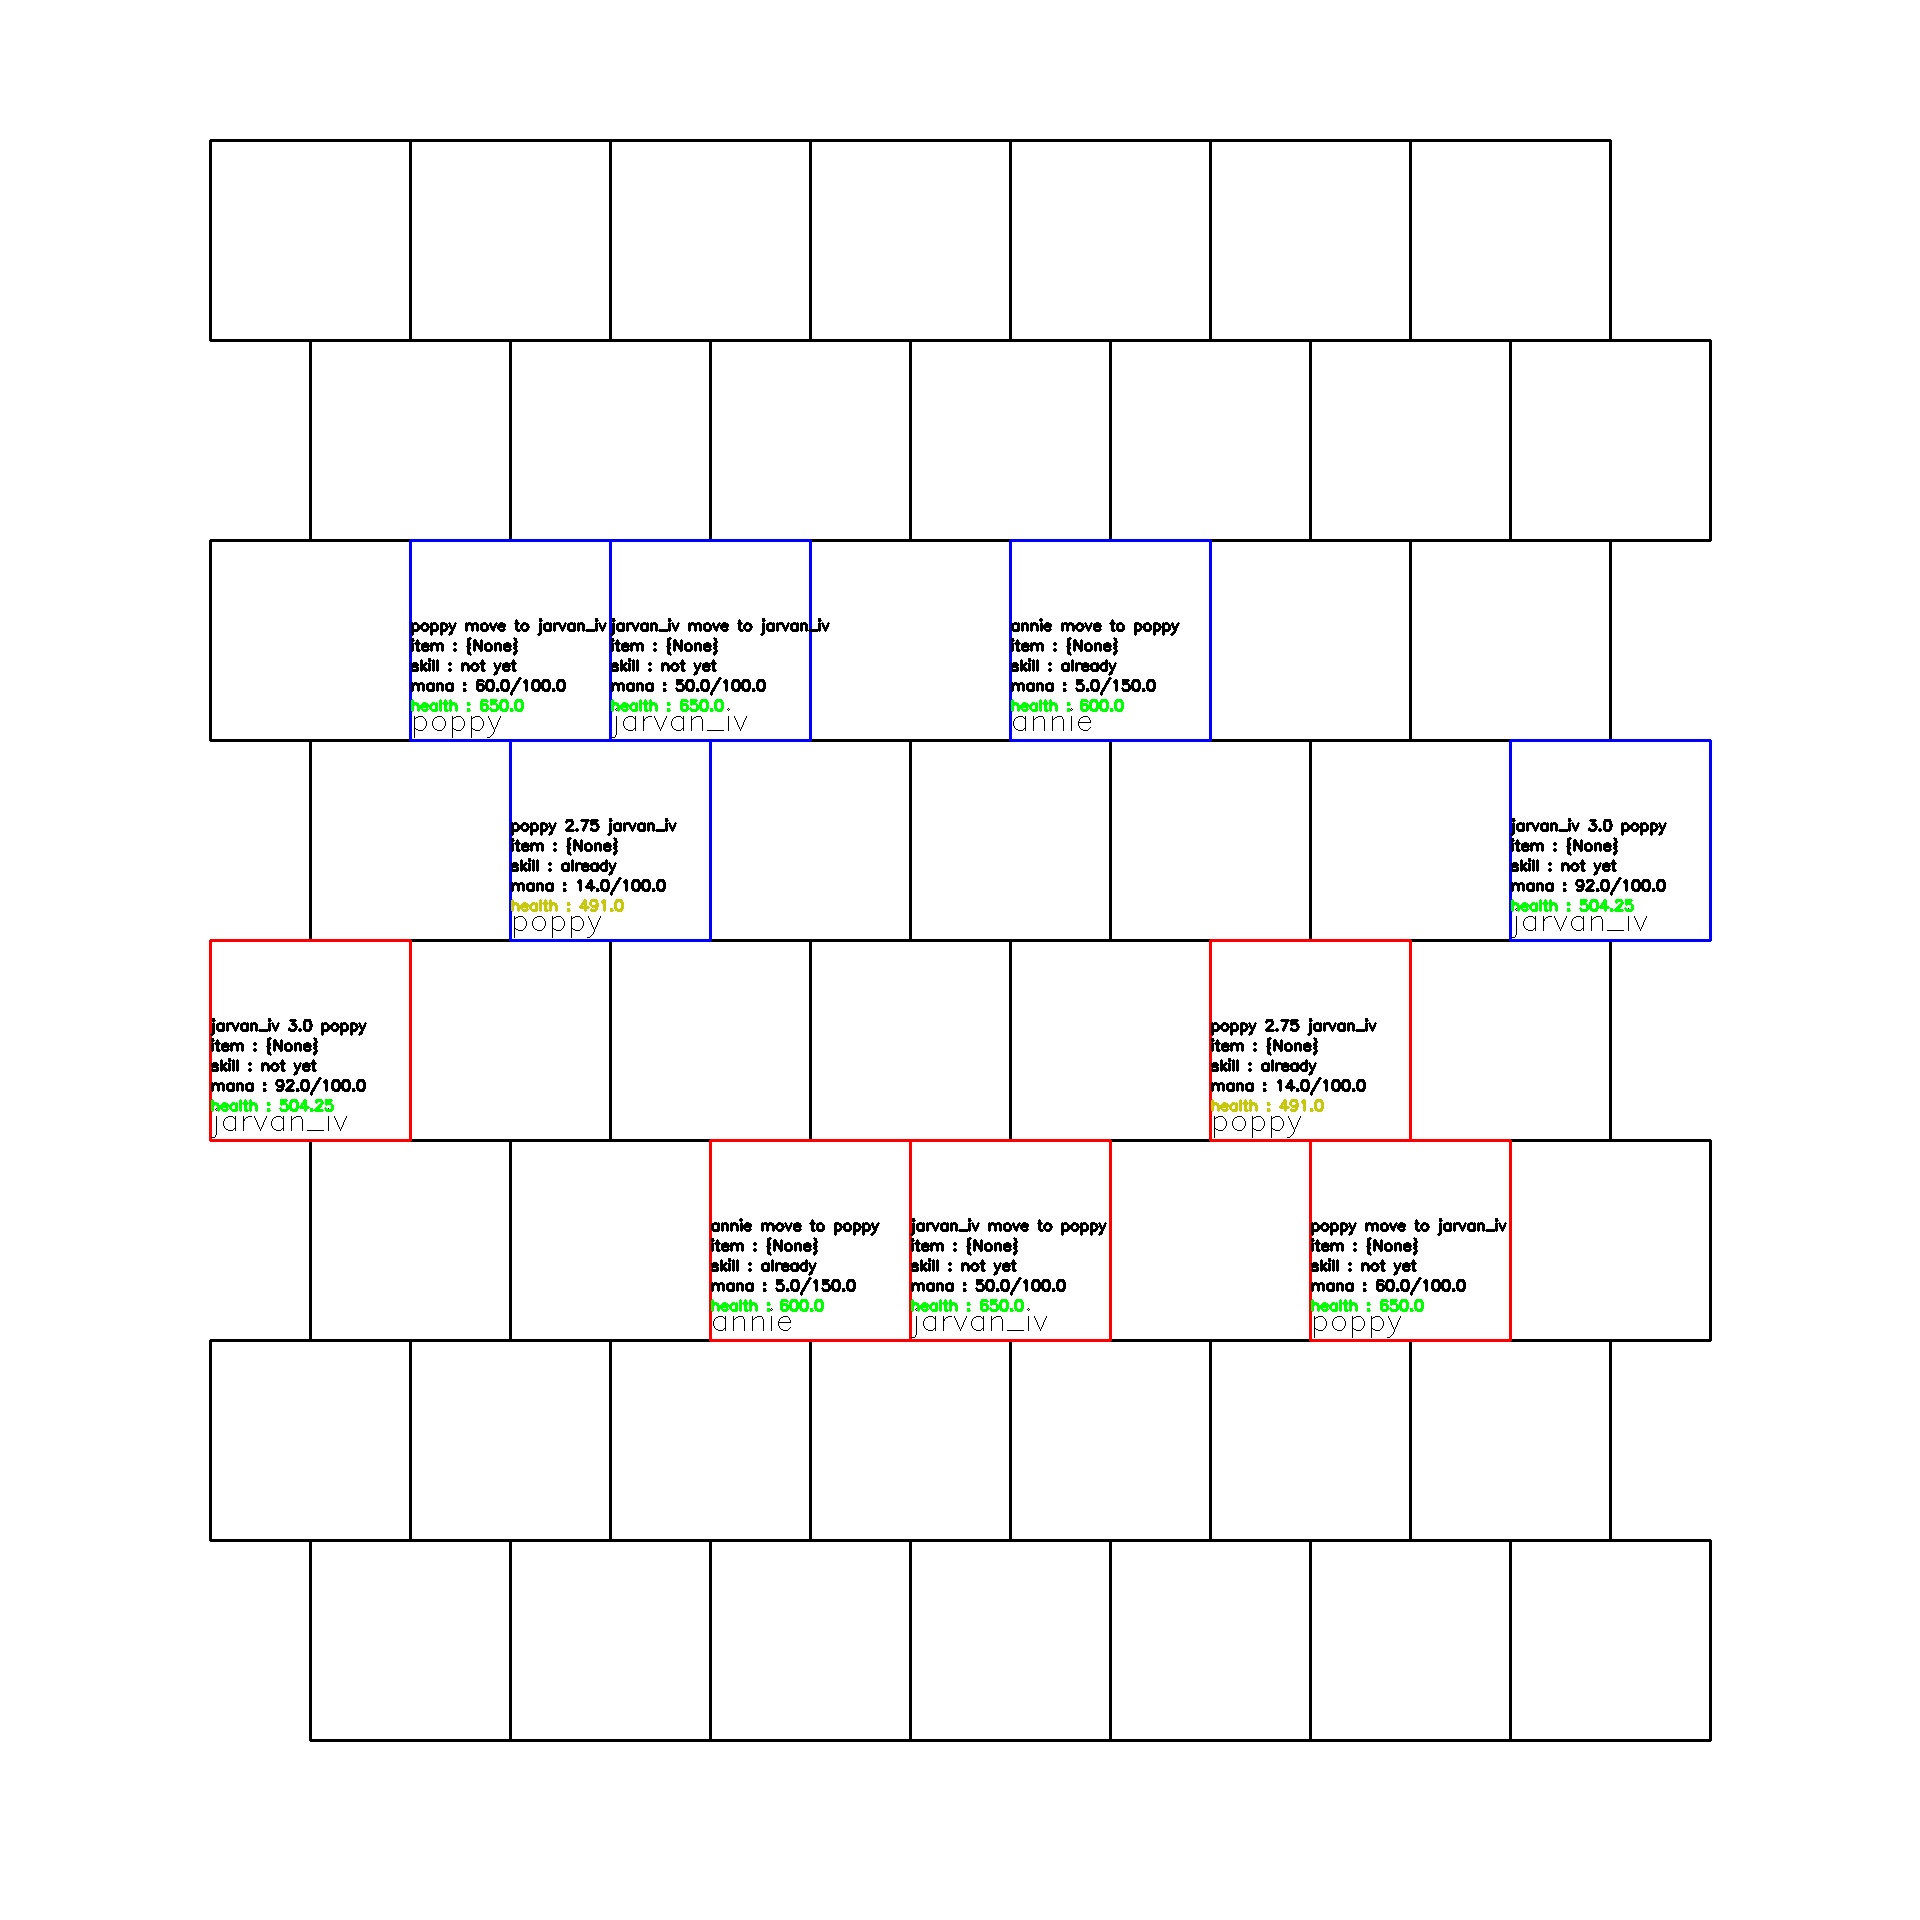 poppy move to jarvan_iv
item : {None}
skill : not yet
mana : 60.0/100.0
health : 650.0
poppy
jarvan_iv move to jarvan_iv
item : {None}
skill : not yet
mana : 50.0/100.0
health : 650.0
jarvan_iv
annie move to poppy
item : {None}
skill : already
mana : 5.0/150.0
health : 600.0
annie
poppy 2.75 jarvan_iv
item : {None}
skill : already
mana : 14.0/100.0
health : 491.0
poppy
jarvan_iv 3.0 poppy
item : {None}
skill : not yet
mana : 92.0/100.0
health : 504.25
jarvan_iv
jarvan_iv 3.0 poppy
item : {None}
skill : not yet
mana : 92.0/100.0
health : 504.25
jarvan_iv
poppy 2.75 jarvan_iv
item : {None}
skill : already
mana : 14.0/100.0
health : 491.0
poppy
annie move to poppy
item : {None}
skill : already
mana : 5.0/150.0
health : 600.0
annie
jarvan_iv move to poppy
item : {None}
skill : not yet
mana : 50.0/100.0
health : 650.0
jarvan_iv
poppy move to jarvan_iv
item : {None}
skill : not yet
mana : 60.0/100.0
health : 650.0
poppy